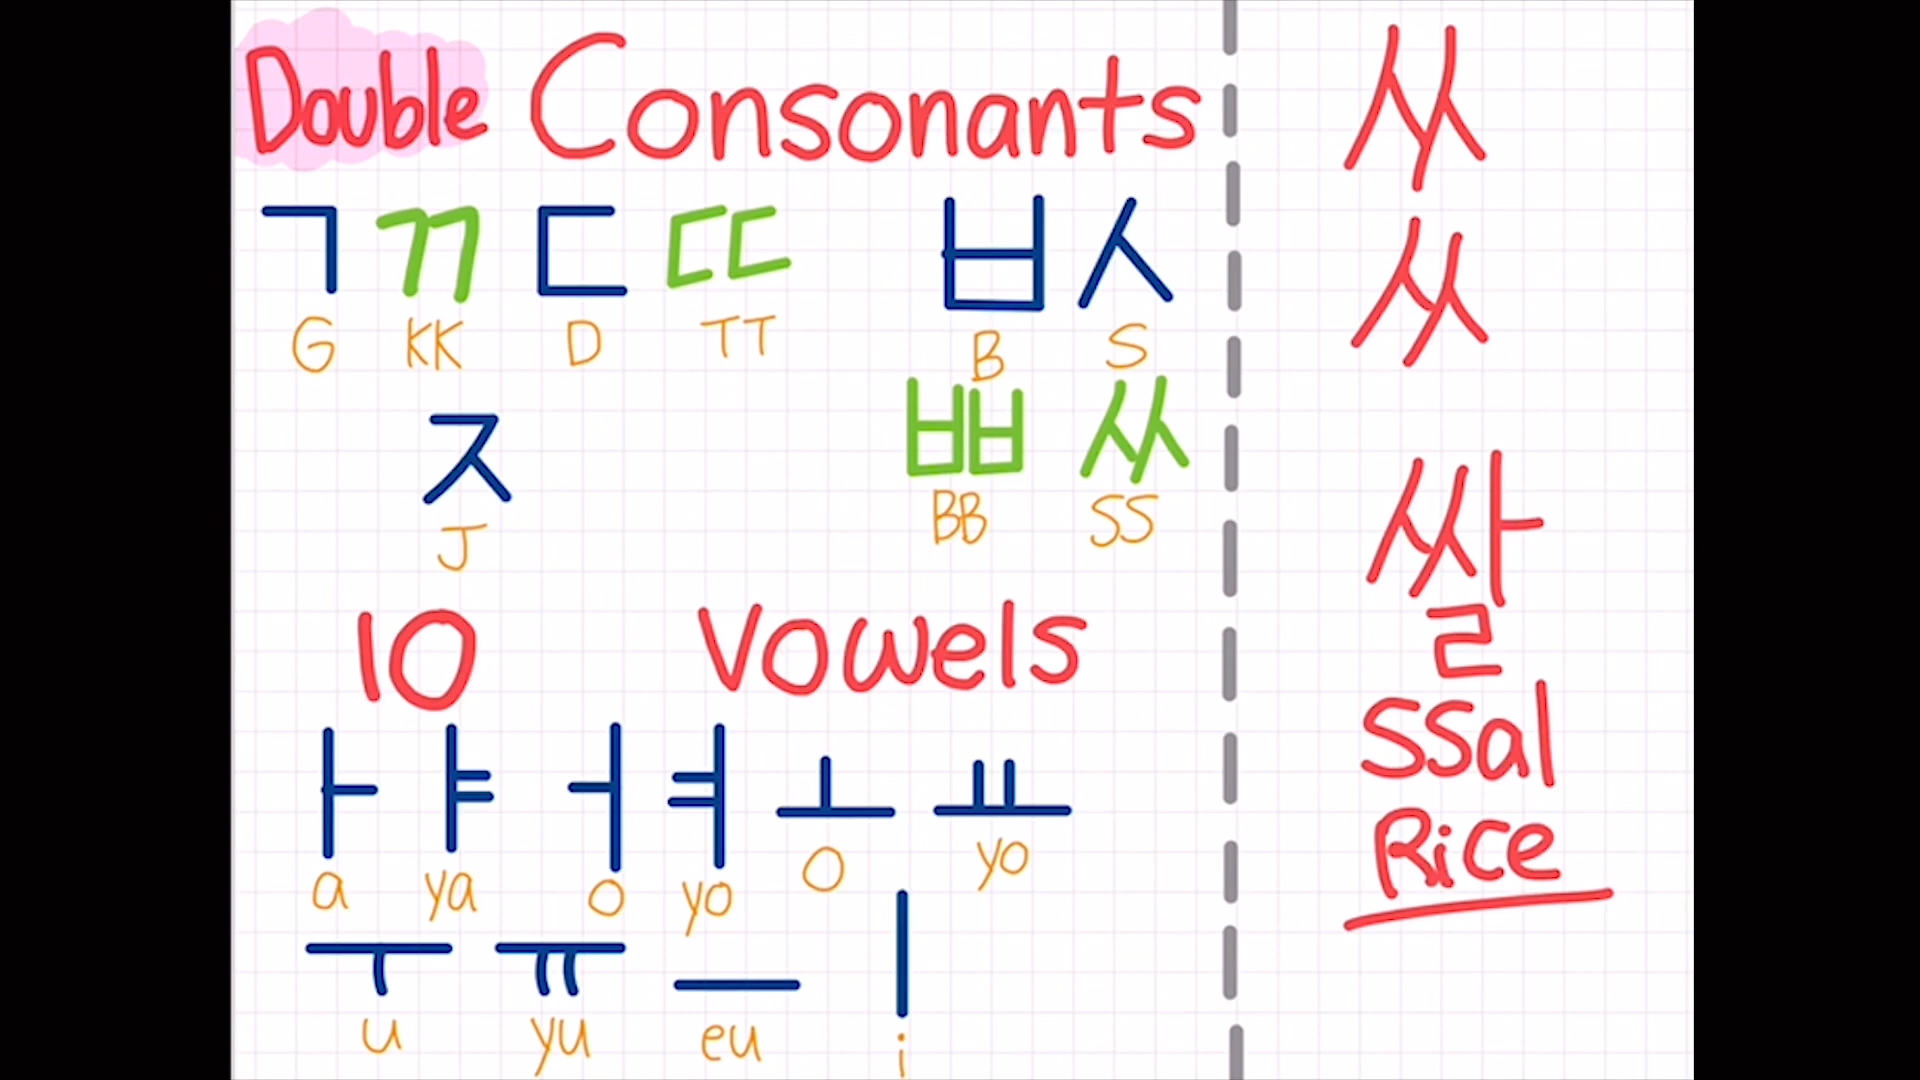 Double Consonants
ㄱ ㄲ ㄷ ㄸ ㅂ ㅅ
G KK D TT B S
ㅈ ㅃ ㅆ
J BB SS
10 Vowels
ㅏ ㅑ ㅓ ㅕ ㅗ ㅛ
a ya o yo o yo
ㅜ ㅠ ㅡ ㅣ
u yu eu i
ㅆ
ㅆ
쌀
SSal
Rice